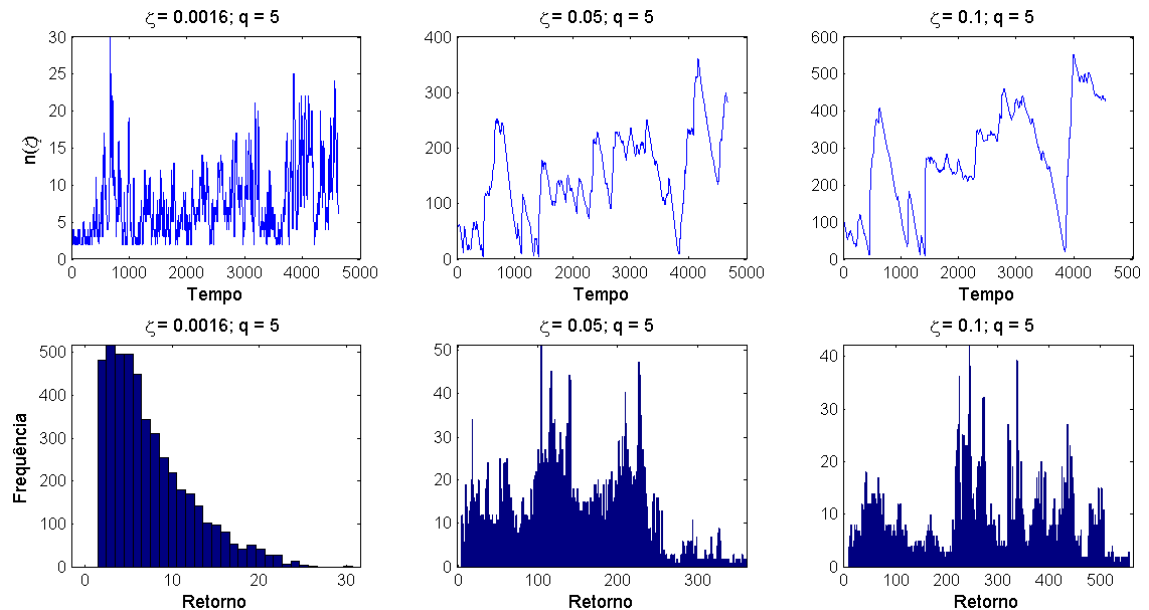 ζ = 0.0016; q = 5
ζ = 0.05; q = 5
ζ = 0.1; q = 5
30
25
20
15
10
5
0
n(ζ)
0 1000 2000 3000 4000 5000
Tempo
400
300
200
100
0
0 1000 2000 3000 4000 5000
Tempo
600
500
400
300
200
100
0
0 1000 2000 3000 4000 500
Tempo
ζ = 0.0016; q = 5
ζ = 0.05; q = 5
ζ = 0.1; q = 5
500
400
300
200
100
0
Frequência
0 10 20 30
Retorno
50
40
30
20
10
0
0 100 200 300
Retorno
40
30
20
10
0
0 100 200 300 400 500
Retorno